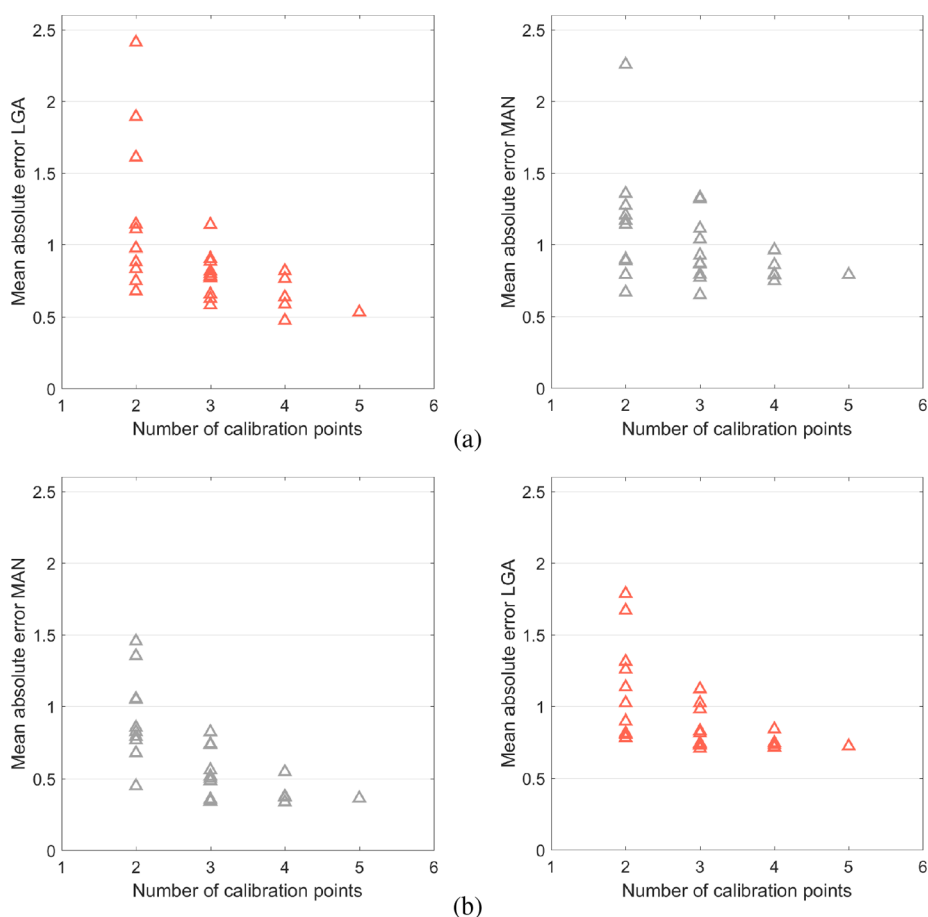 2.5
2
1.5
1
0.5
0
Mean absolute error LGA
1 2 3 4 5 6
Number of calibration points
2.5
2
1.5
1
0.5
0
Mean absolute error MAN
1 2 3 4 5 6
Number of calibration points
(a)
2.5
2
1.5
1
0.5
0
Mean absolute error MAN
1 2 3 4 5 6
Number of calibration points
2.5
2
1.5
1
0.5
0
Mean absolute error LGA
1 2 3 4 5 6
Number of calibration points
(b)